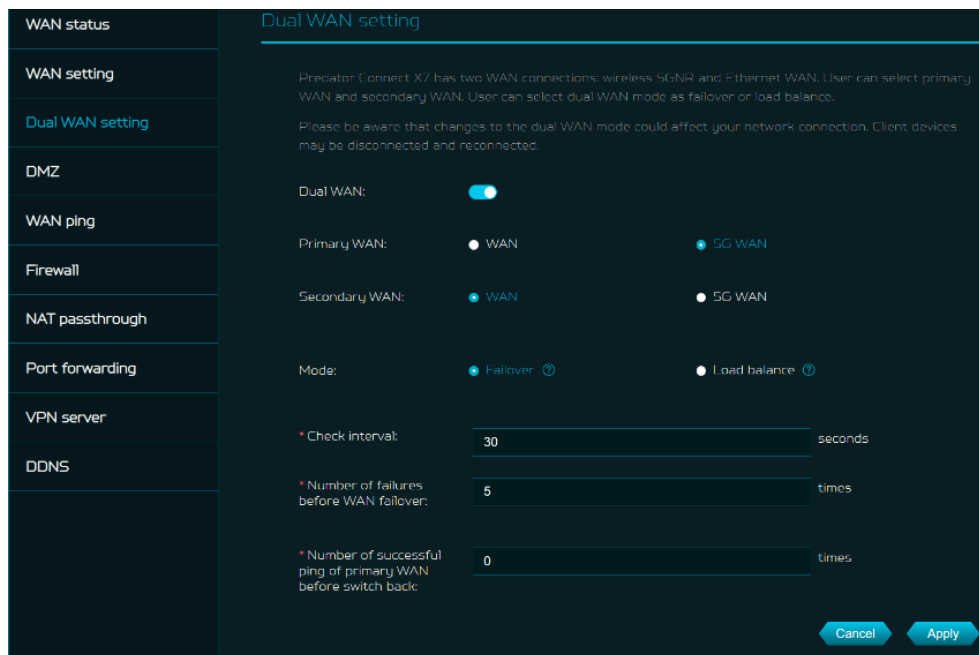 WAN status
WAN setting
Dual WAN setting
DMZ
WAN ping
Firewall
NAT passthrough
Port forwarding
VPN server
DDNS
Dual WAN setting
Predator Connect X7 has two WAN connections: wireless 5GNR and Ethernet WAN. User can select primary
WAN and secondary WAN. User can select dual WAN mode as failover or load balance.
Please be aware that changes to the dual WAN mode could affect your network connection. Client devices
may be disconnected and reconnected.
Dual WAN:
Primary WAN: WAN 5G WAN
Secondary WAN: WAN 5G WAN
Mode: Failover ? Load balance ?
* Check interval: 30 seconds
* Number of failures
before WAN failover: 5 times
* Number of successful
ping of primary WAN
before switch back: 0 times
Cancel Apply